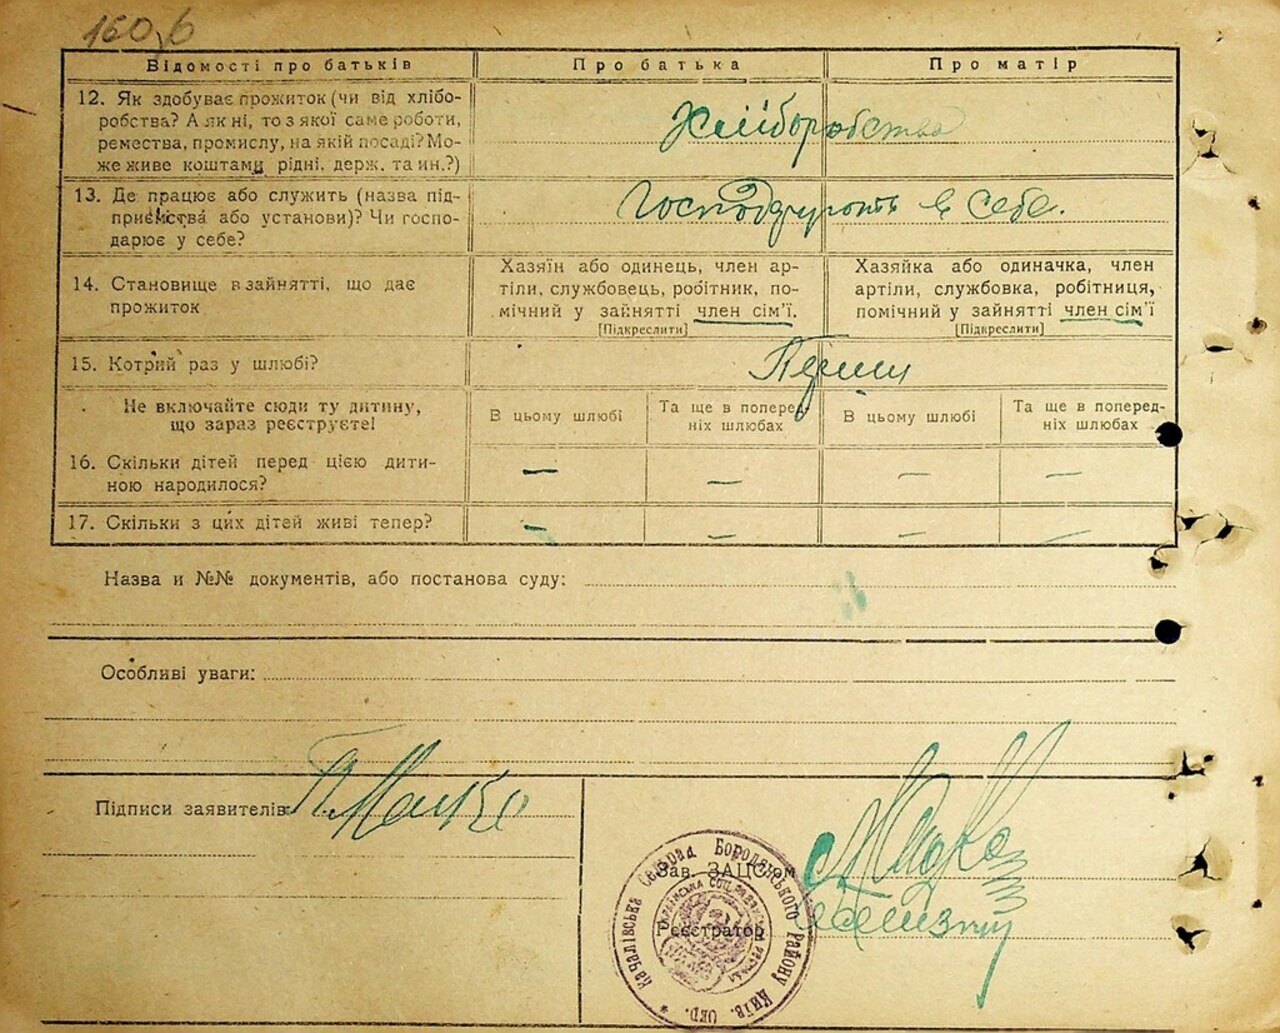 160
Відомості про батьків Про батька Про матір
12. Як здобуває прожиток (чи від хлібо-
робства? А як ні, то з якої саме роботи,
ремества, промислу, на якій посаді? Мо-
же живе коштами рідні, держ. та ин.?)
Хліборобства
13. Де працює або служить (назва під-
приємства або установи)? Чи госпо-
дарює у себе?
в себе.
14. Становище в зайнятті, що дає
прожиток
Хазяїн або одинець, член ар-
тіли, службовець, робітник, по-
мічний у зайнятті член сім'ї.
[Підкреслити]
Хазяйка або одиначка, член
артіли, службовка, робітниця,
помічний у зайнятті член сім'ї
[Підкреслити]
15. Котрий раз у шлюбі?
Не включайте сюди ту дитину,
що зараз реєструєте!
В цьому шлюбі
Та ще в поперед-
ніх шлюбах
В цьому шлюбі
Та ще в поперед-
ніх шлюбах
16. Скільки дітей перед цією дити-
ною народилося?
— — — —
17. Скільки з цих дітей живі тепер?
— — — —
Назва и №№ документів, або постанова суду:
Особливі уваги:
Підписи заявителів:
Зав. ЗАЦС'ом
Реєстратор
Качалівська Сельрад Бородянського Району Київ. Окр.